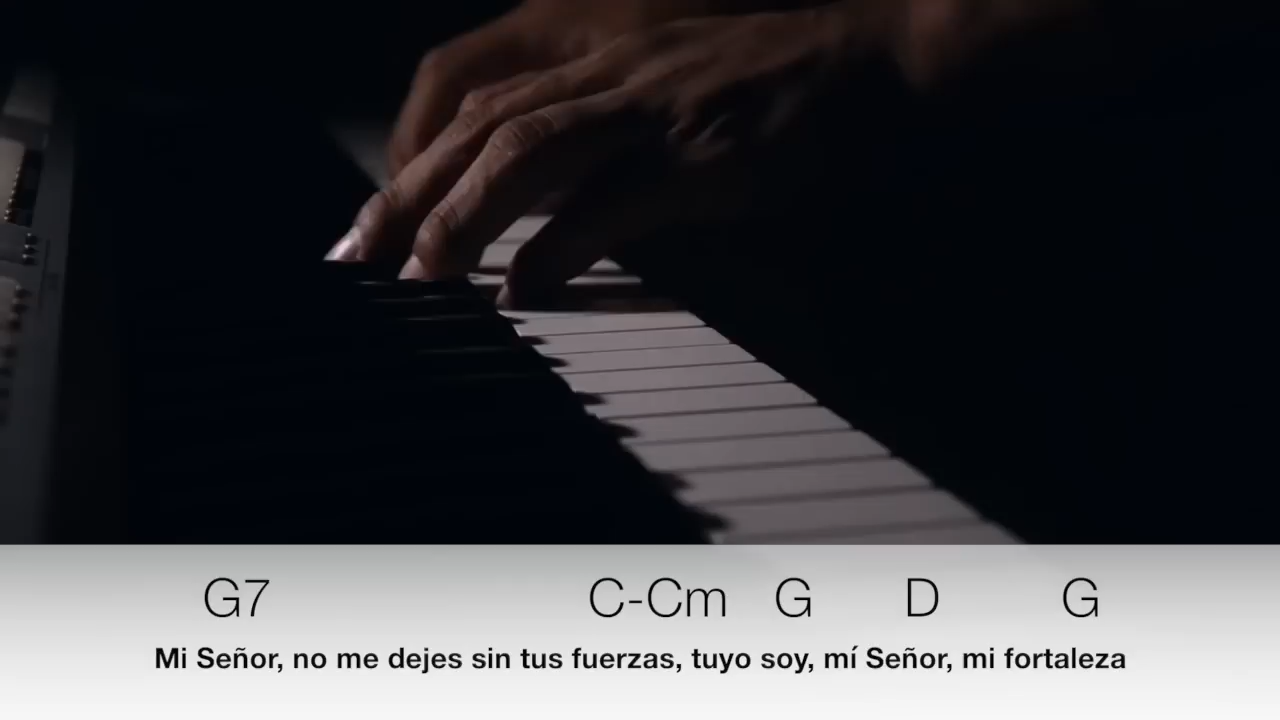 G7 C-Cm G D G
Mi Señor, no me dejes sin tus fuerzas, tuyo soy, mí Señor, mi fortaleza